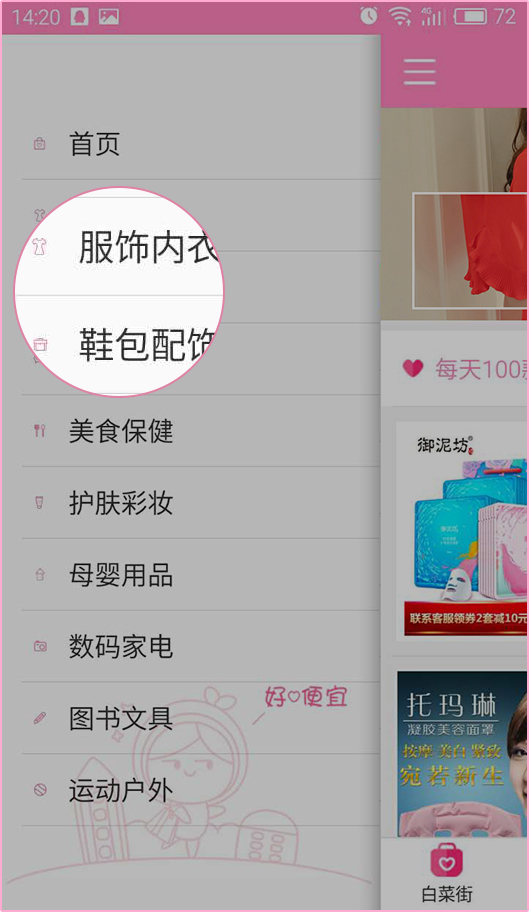 14:20
4G
72
首页
服饰内衣
鞋包配饰
美食保健
护肤彩妆
母婴用品
数码家电
图书文具
运动户外
好♡便宜
每天100
御泥坊
联系客服领券2套减10元
托玛琳
凝胶美容面罩
按摩 美白 紧致
宛若新生
白菜街